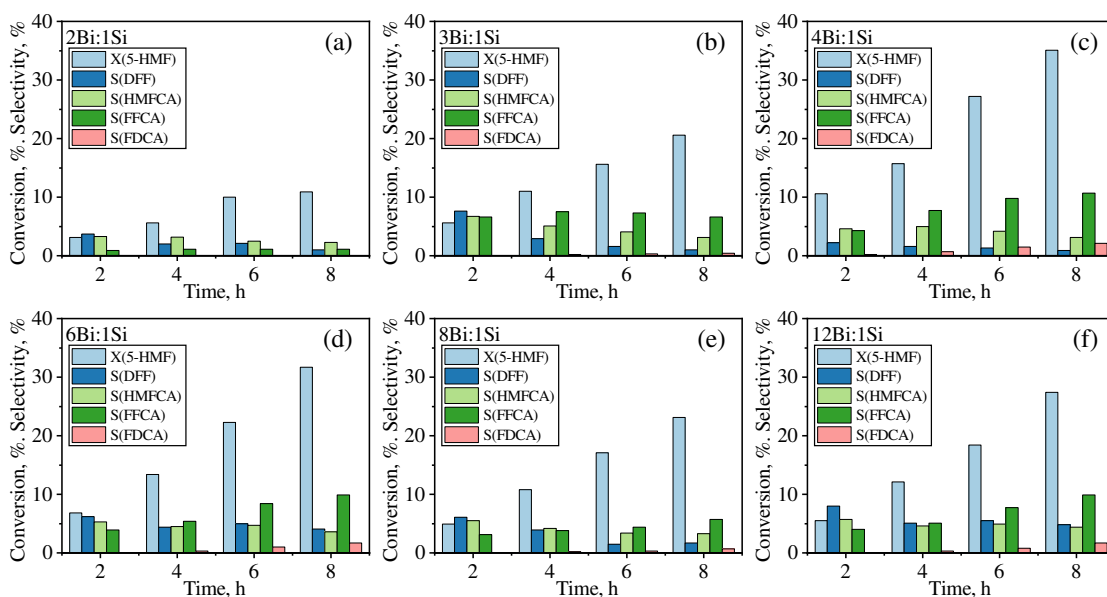 2Bi:1Si
(a)
X(5-HMF)
S(DFF)
S(HMFCA)
S(FFCA)
S(FDCA)
Conversion, %. Selectivity, %
40
30
20
10
0
2 4 6 8
Time, h
3Bi:1Si
(b)
X(5-HMF)
S(DFF)
S(HMFCA)
S(FFCA)
S(FDCA)
Conversion, %. Selectivity, %
40
30
20
10
0
2 4 6 8
Time, h
4Bi:1Si
(c)
X(5-HMF)
S(DFF)
S(HMFCA)
S(FFCA)
S(FDCA)
Conversion, %. Selectivity, %
40
30
20
10
0
2 4 6 8
Time, h
6Bi:1Si
(d)
X(5-HMF)
S(DFF)
S(HMFCA)
S(FFCA)
S(FDCA)
Conversion, %. Selectivity, %
40
30
20
10
0
2 4 6 8
Time, h
8Bi:1Si
(e)
X(5-HMF)
S(DFF)
S(HMFCA)
S(FFCA)
S(FDCA)
Conversion, %. Selectivity, %
40
30
20
10
0
2 4 6 8
Time, h
12Bi:1Si
(f)
X(5-HMF)
S(DFF)
S(HMFCA)
S(FFCA)
S(FDCA)
Conversion, %. Selectivity, %
40
30
20
10
0
2 4 6 8
Time, h